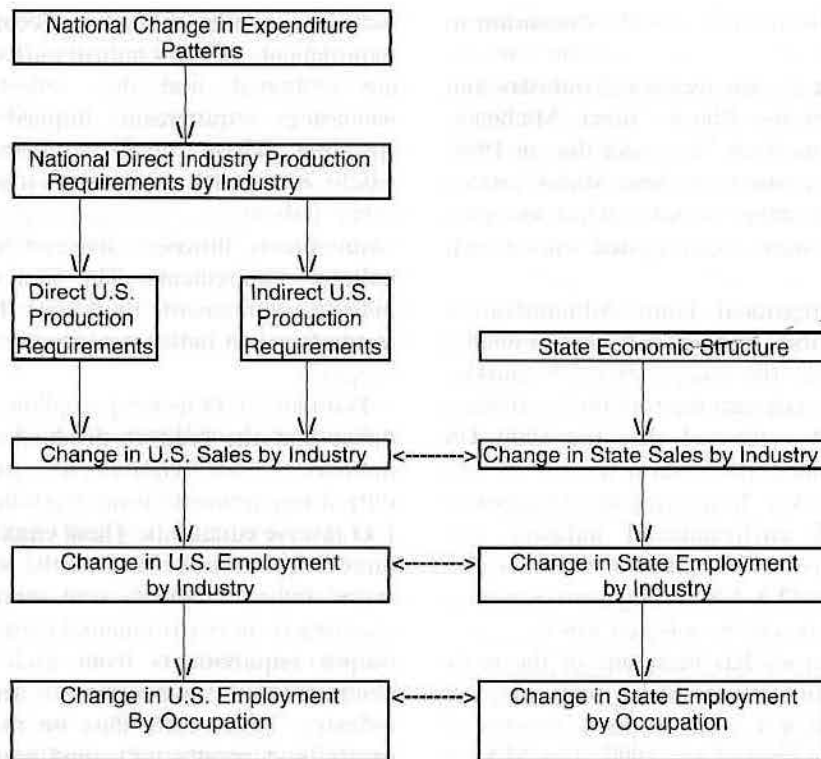 National Change in Expenditure
Patterns
National Direct Industry Production
Requirements by Industry
Direct U.S.
Production
Requirements
Indirect U.S.
Production
Requirements
State Economic Structure
Change in U.S. Sales by Industry
Change in State Sales by Industry
Change in U.S. Employment
by Industry
Change in State Employment
by Industry
Change in U.S. Employment
By Occupation
Change in State Employment
by Occupation